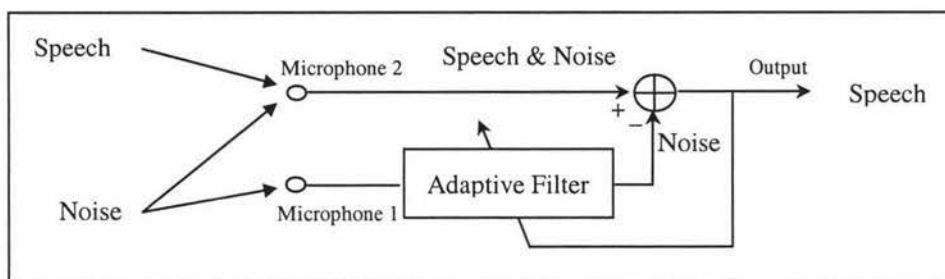 Speech
Microphone 2
Speech & Noise
Output
Speech
+
−
Noise
Noise
Adaptive Filter
Microphone 1